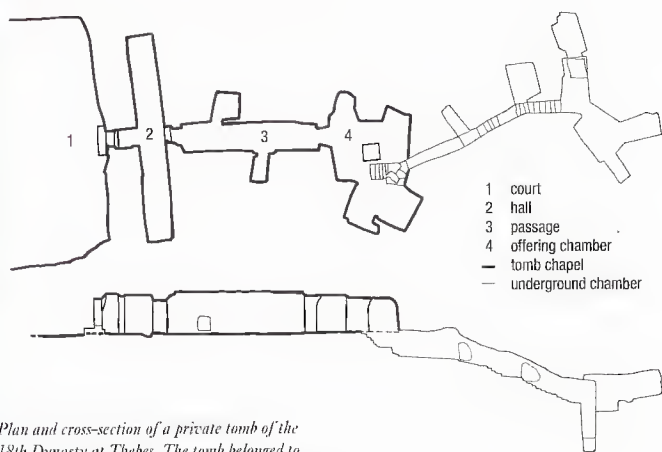 1
2
3
4
1 court
2 hall
3 passage
4 offering chamber
tomb chapel
underground chamber
Plan and cross-section of a private tomb of the
18th Dynasty at Thebes. The tomb belonged to